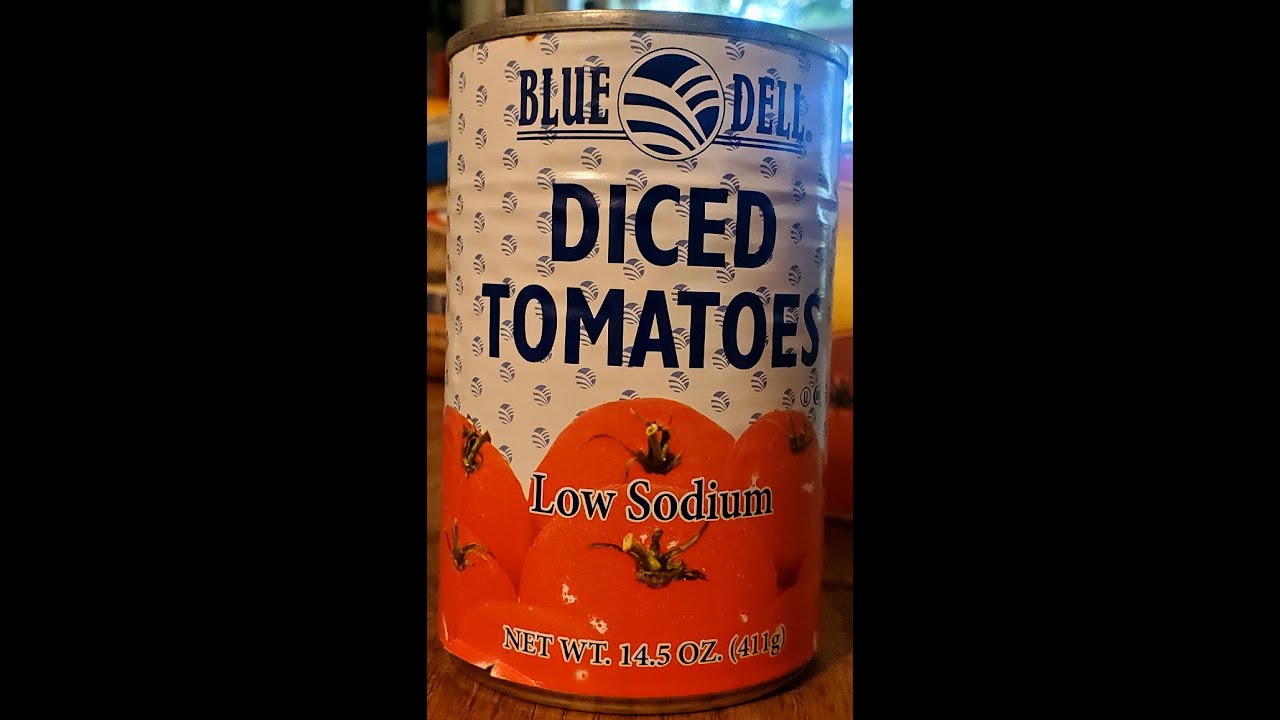 BLUE DELL®
DICED
TOMATOES
U
Low Sodium
NET WT. 14.5 OZ. (411g)